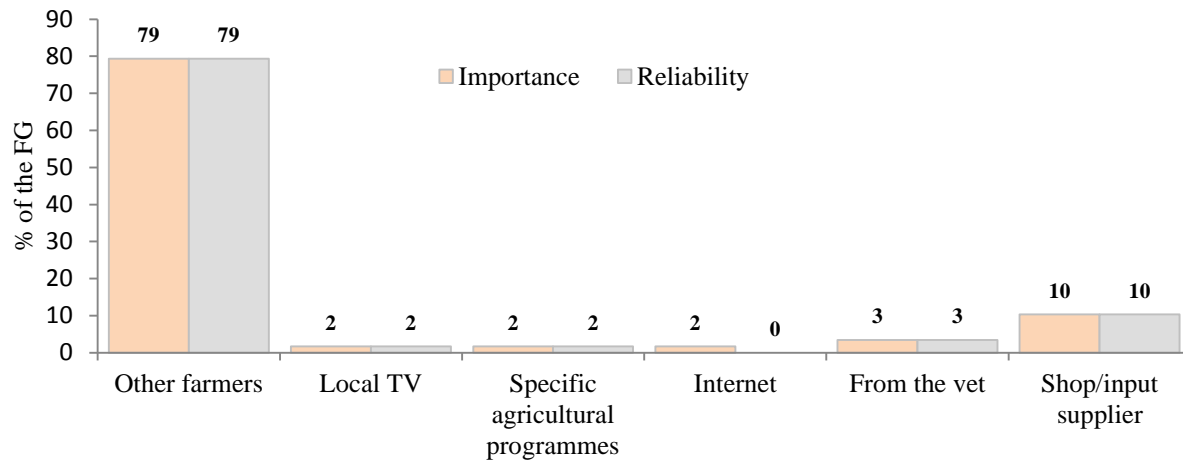 90
80
70
60
50
40
30
20
10
0
% of the FG
Importance
Reliability
79 79
2 2
2 2
2 0
3 3
10 10
Other farmers
Local TV
Specific
agricultural
programmes
Internet
From the vet
Shop/input
supplier